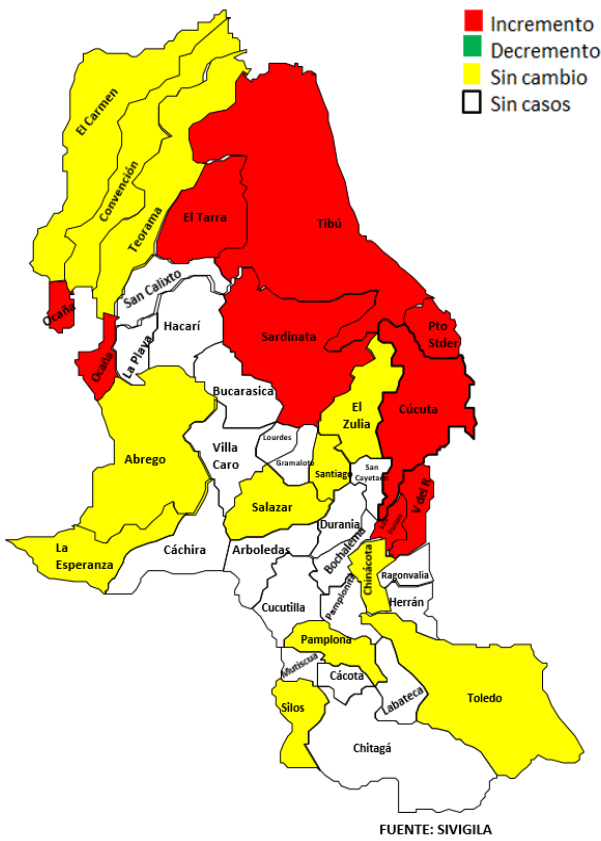 Incremento
Decremento
Sin cambio
Sin casos
El Carmen
Convención
Teorama
El Tarra
Tibú
San Calixto
Ocaña
Hacarí
La Playa
Ocaña
Sardinata
Pto
Stder
Bucarasica
El
Zulia
Cúcuta
Abrego
Villa
Caro
Lourdes
Gramalote
Santiago
San
Cayetano
V del R
Salazar
Durania
Los
Patios
La
Esperanza
Cáchira
Arboledas
Bochalema
Chinácota
Ragonvalia
Cucutilla
Pamplonita
Herrán
Pamplona
Mutiscua
Cácota
Labateca
Toledo
Silos
Chitagá
FUENTE: SIVIGILA